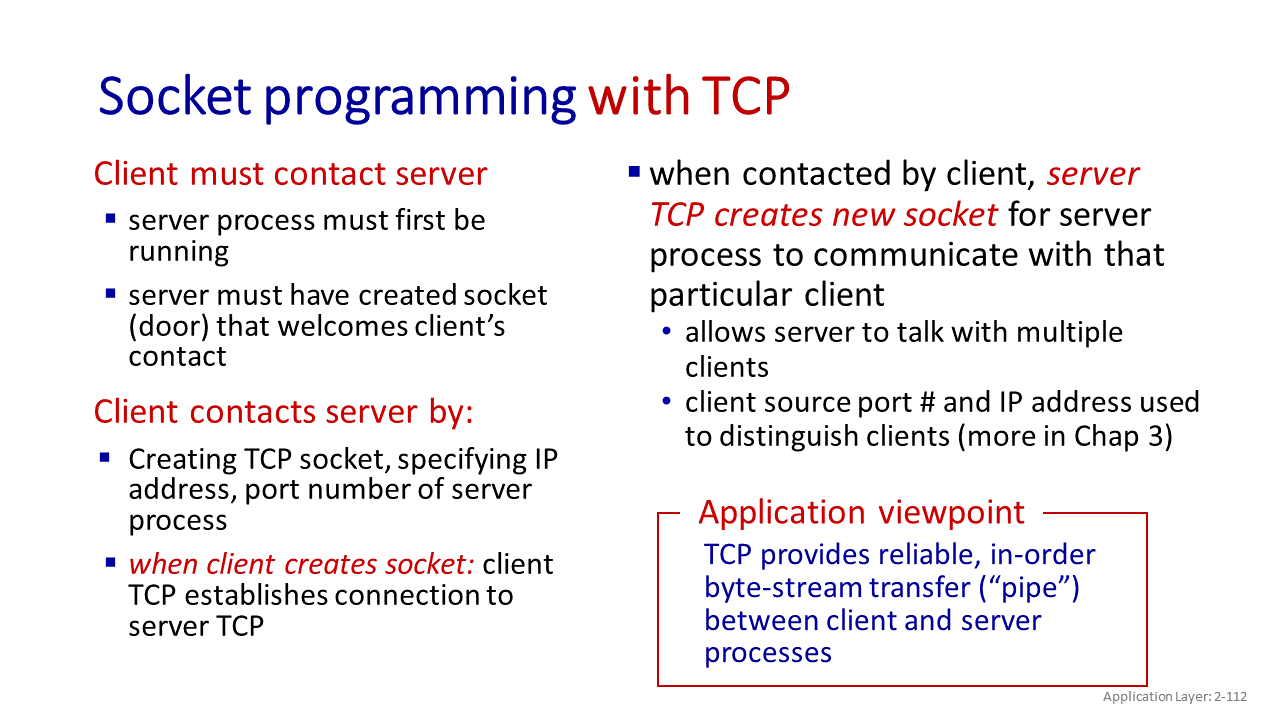 Socket programming with TCP
Client must contact server
▪ server process must first be
running
▪ server must have created socket
(door) that welcomes client’s
contact
Client contacts server by:
▪ Creating TCP socket, specifying IP
address, port number of server
process
▪ when client creates socket: client
TCP establishes connection to
server TCP
▪ when contacted by client, server
TCP creates new socket for server
process to communicate with that
particular client
• allows server to talk with multiple
clients
• client source port # and IP address used
to distinguish clients (more in Chap 3)
Application viewpoint
TCP provides reliable, in-order
byte-stream transfer (“pipe”)
between client and server
processes
Application Layer: 2-112